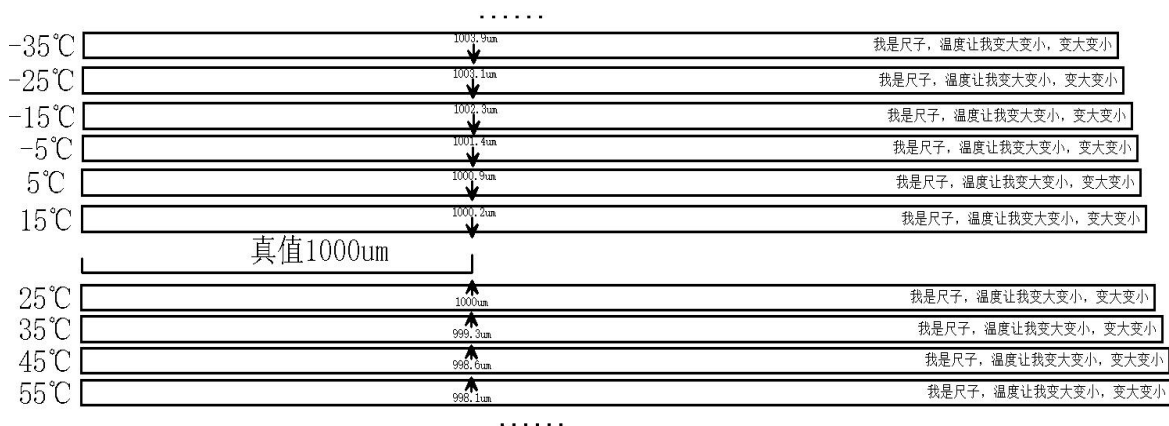 ......
-35℃ 1003.9um 我是尺子，温度让我变大变小，变大变小
-25℃ 1003.1um 我是尺子，温度让我变大变小，变大变小
-15℃ 1002.3um 我是尺子，温度让我变大变小，变大变小
-5℃ 1001.4um 我是尺子，温度让我变大变小，变大变小
5℃ 1000.9um 我是尺子，温度让我变大变小，变大变小
15℃ 1000.2um 我是尺子，温度让我变大变小，变大变小
真值1000um
25℃ 1000um 我是尺子，温度让我变大变小，变大变小
35℃ 999.3um 我是尺子，温度让我变大变小，变大变小
45℃ 998.6um 我是尺子，温度让我变大变小，变大变小
55℃ 998.1um 我是尺子，温度让我变大变小，变大变小
......